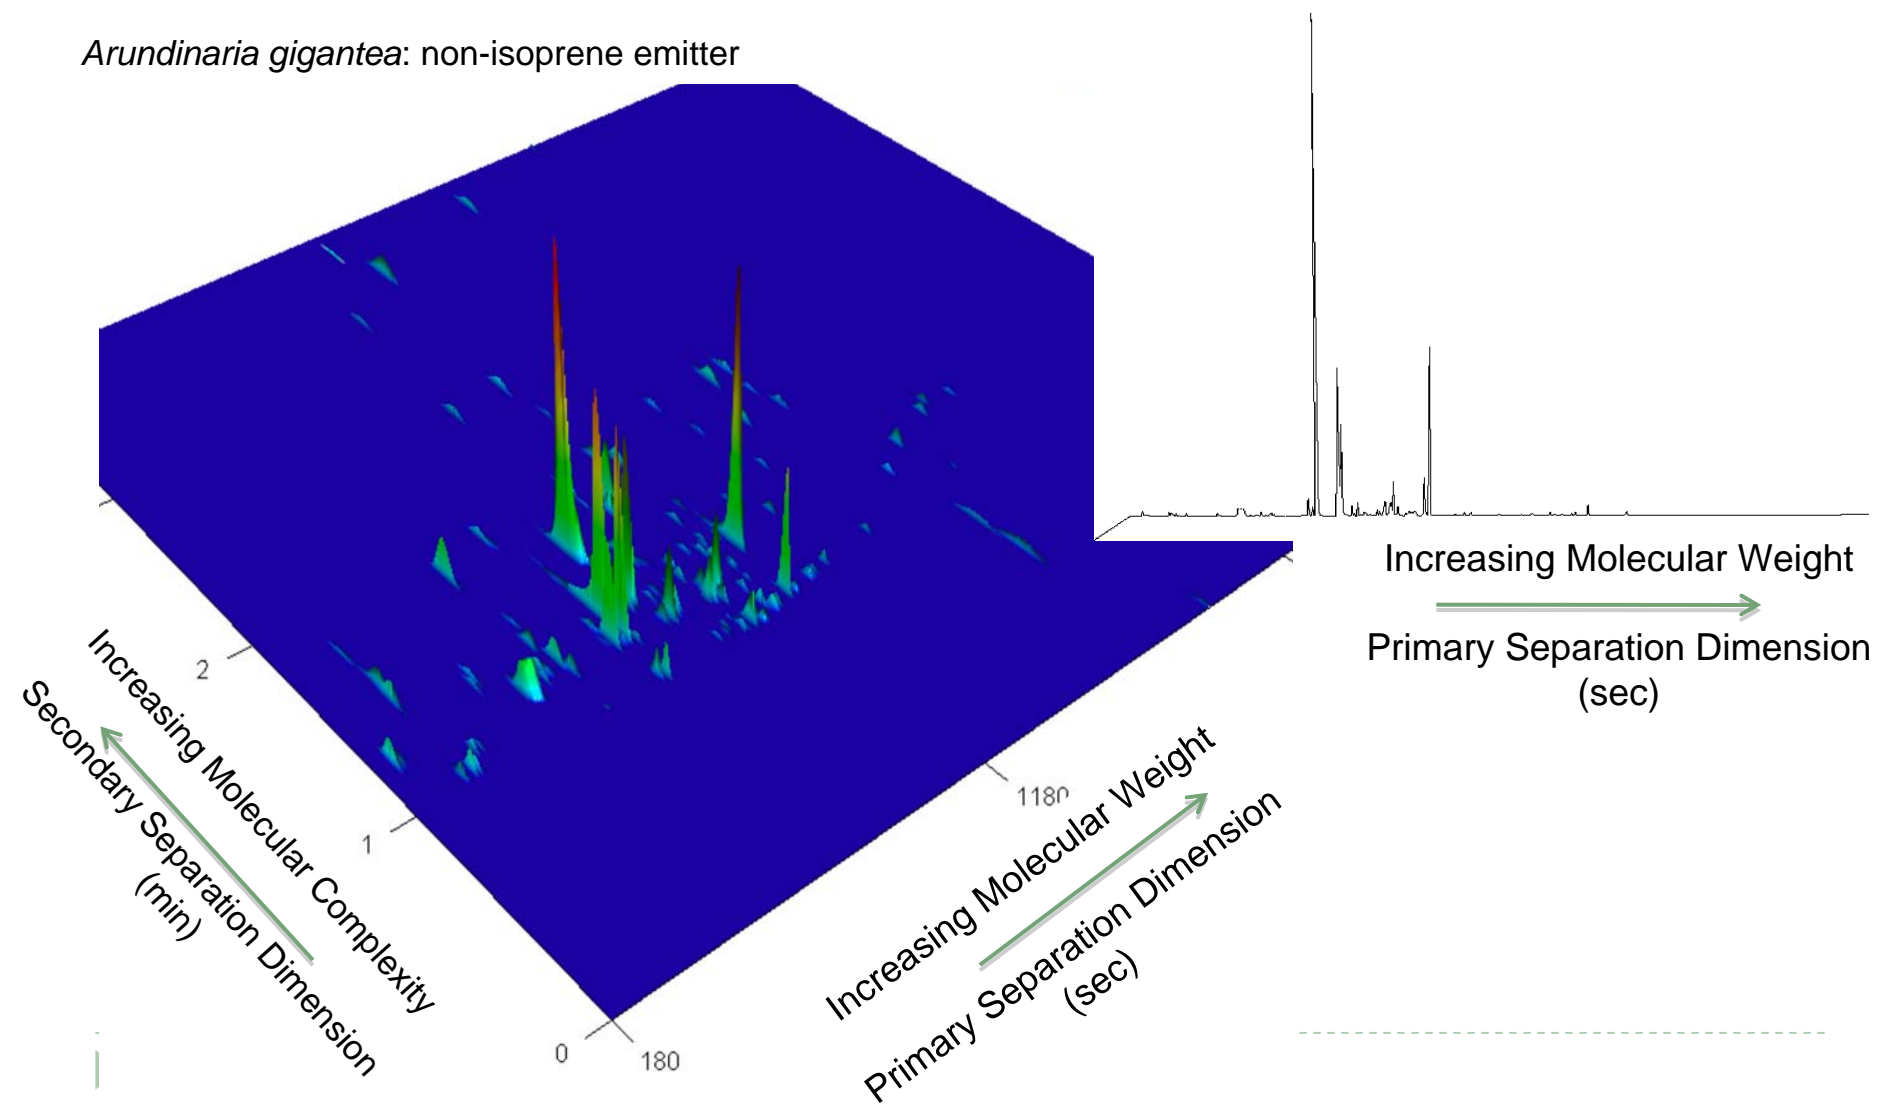 Arundinaria gigantea: non-isoprene emitter
Increasing Molecular Weight
Primary Separation Dimension
(sec)
2
1
0
180
1180
Increasing Molecular Complexity
Secondary Separation Dimension
(min)
Increasing Molecular Weight
Primary Separation Dimension
(sec)